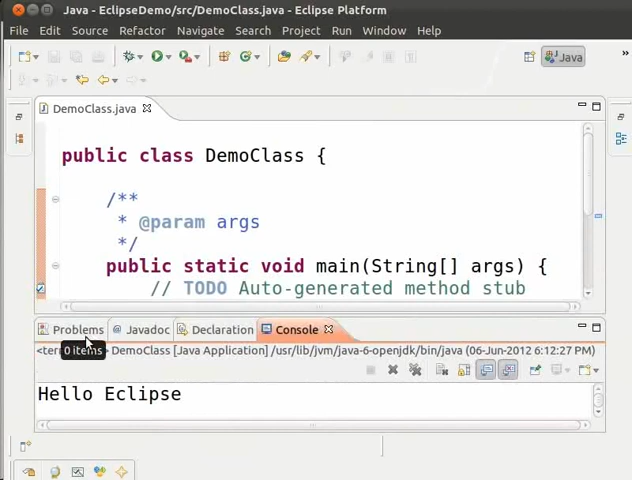 Java - EclipseDemo/src/DemoClass.java - Eclipse Platform
File Edit Source Refactor Navigate Search Project Run Window Help
Java »
DemoClass.java
public class DemoClass {
/**
* @param args
*/
public static void main(String[] args) {
// TODO Auto-generated method stub
Problems @ Javadoc Declaration Console
<ter DemoClass [Java Application] /usr/lib/jvm/java-6-openjdk/bin/java (06-Jun-2012 6:12:27 PM)
0 items
Hello Eclipse